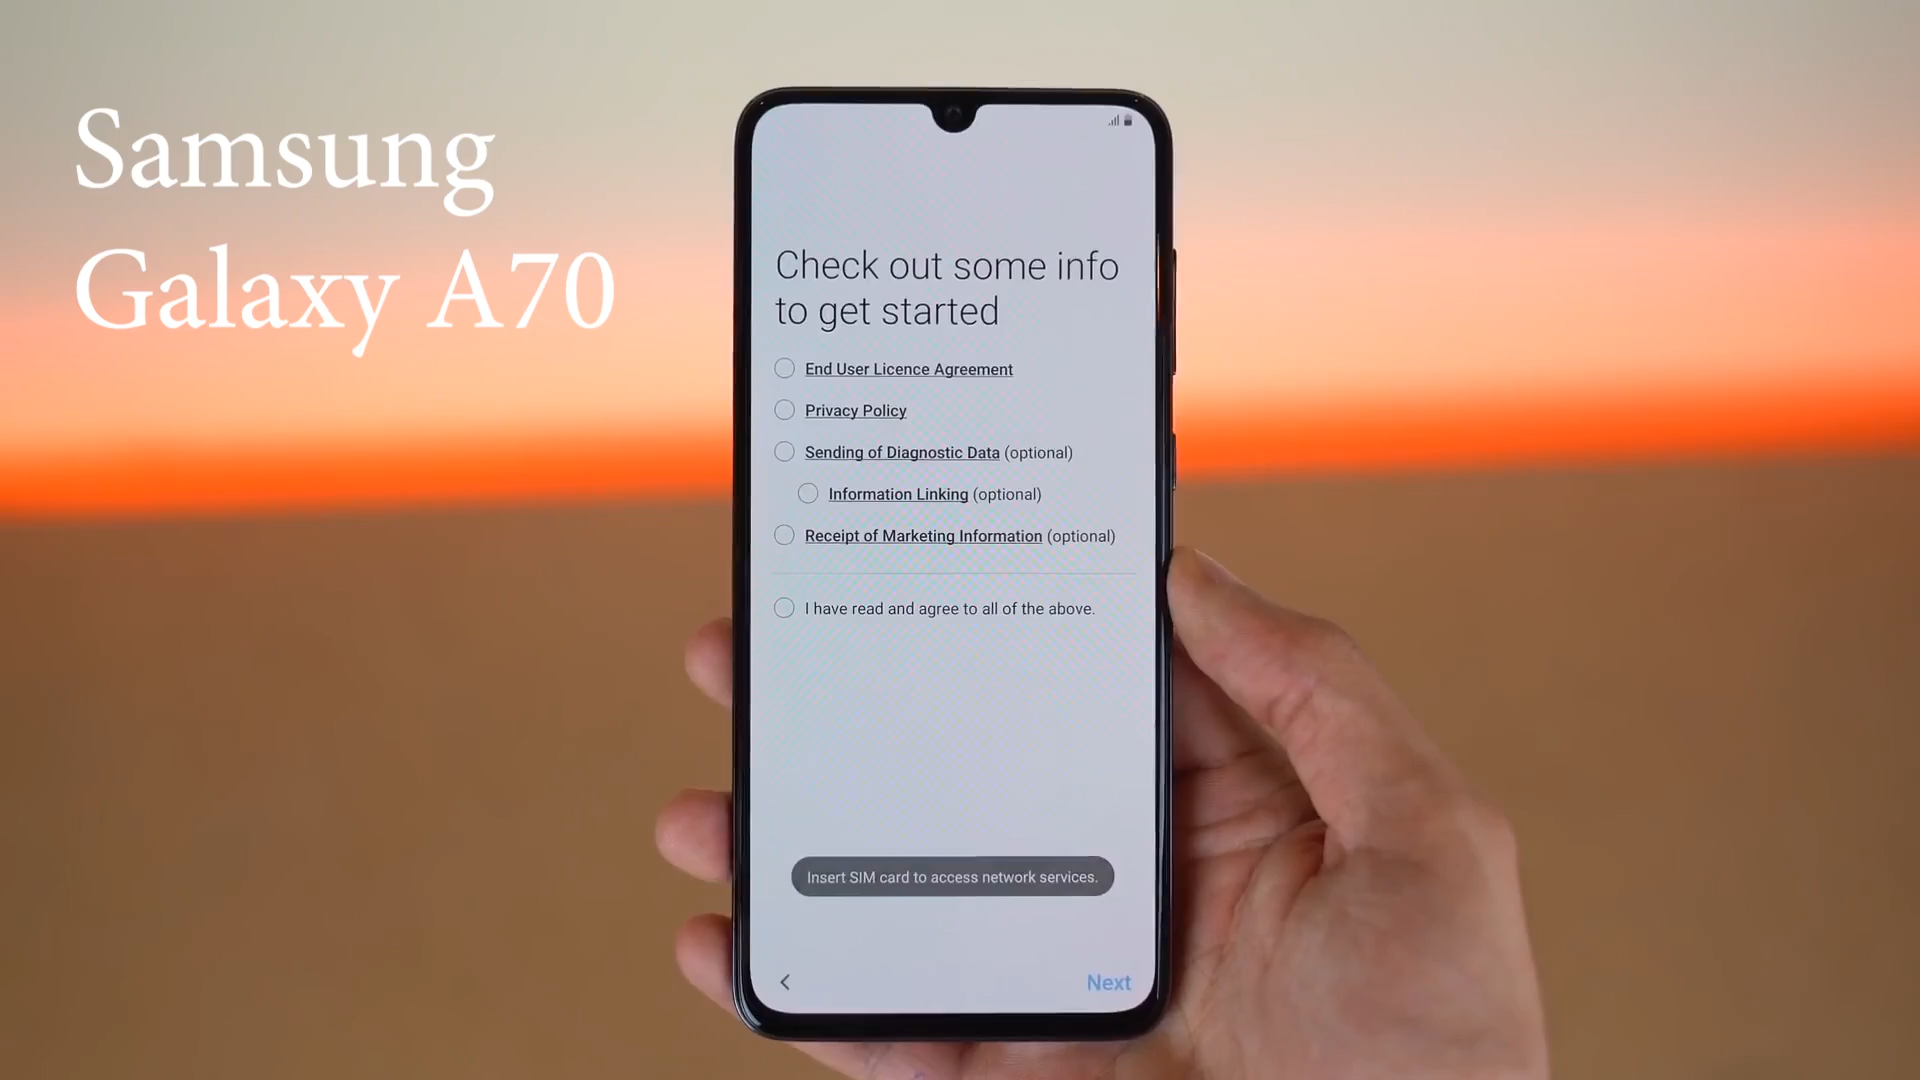 Samsung
Galaxy A70
Check out some info
to get started
End User Licence Agreement
Privacy Policy
Sending of Diagnostic Data (optional)
Information Linking (optional)
Receipt of Marketing Information (optional)
I have read and agree to all of the above.
Insert SIM card to access network services.
Next